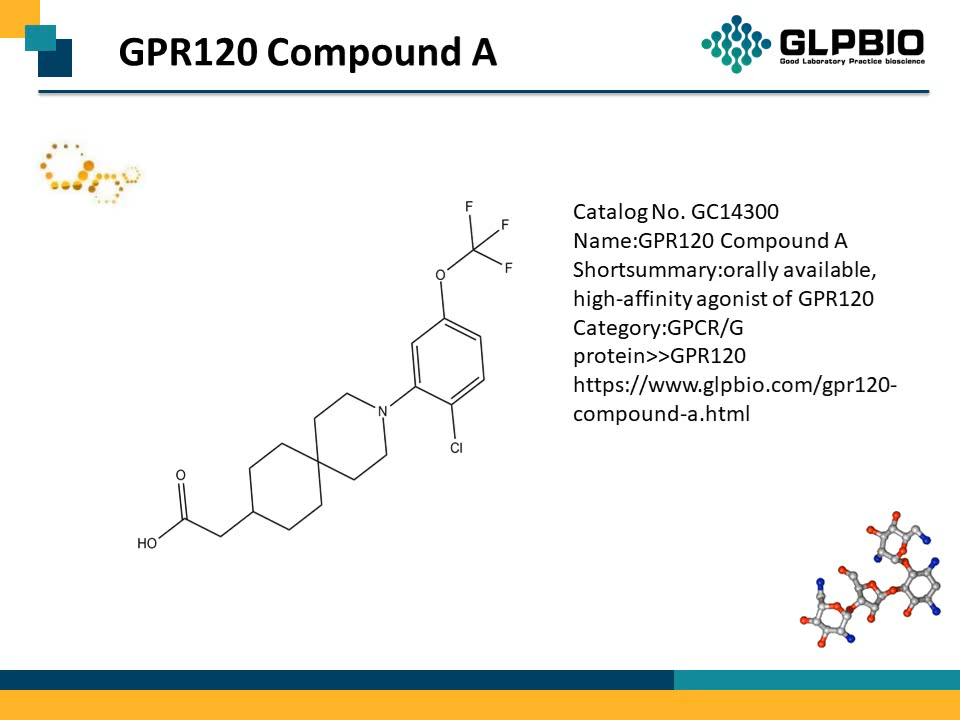 GPR120 Compound A
GLPBIO
Good Laboratory Practice bioscience
F
F
F
O
N
Cl
O
HO
Catalog No. GC14300
Name:GPR120 Compound A
Shortsummary:orally available,
high-affinity agonist of GPR120
Category:GPCR/G
protein>>GPR120
https://www.glpbio.com/gpr120-
compound-a.html